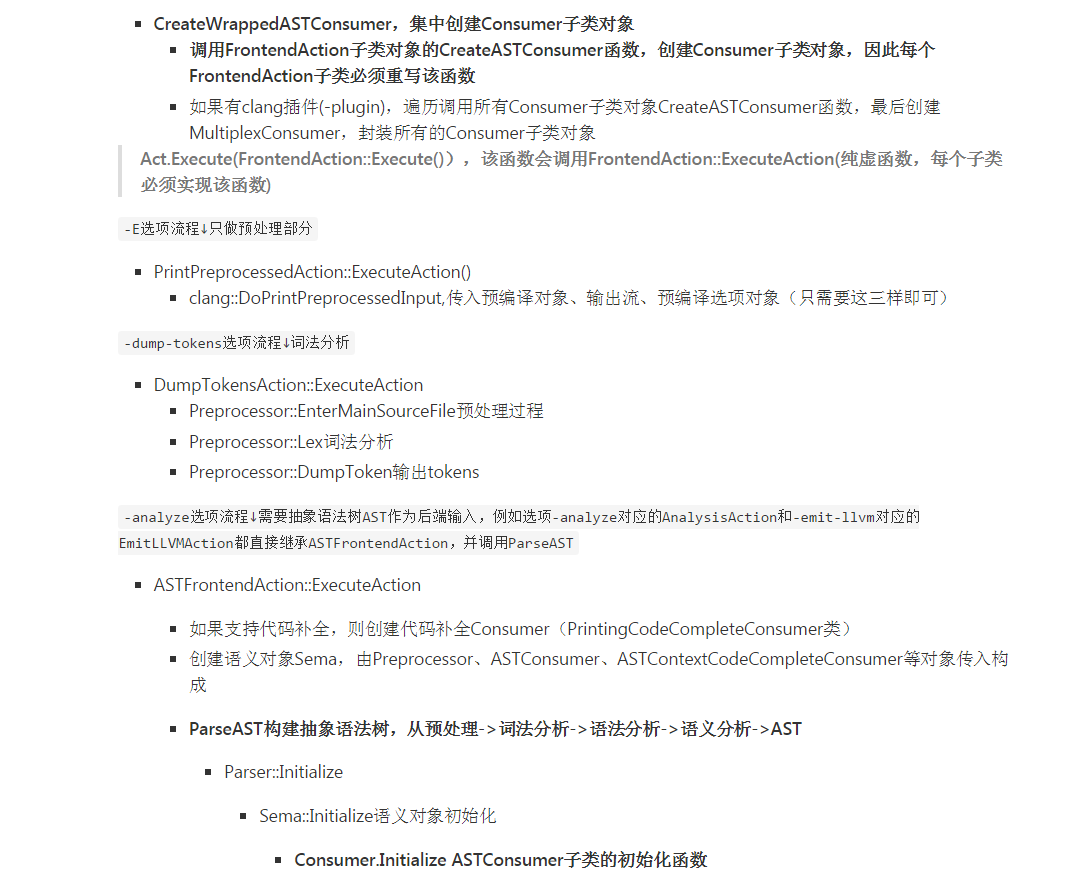 CreateWrappedASTConsumer，集中创建Consumer子类对象
调用FrontendAction子类对象的CreateASTConsumer函数，创建Consumer子类对象，因此每个
FrontendAction子类必须重写该函数
如果有clang插件(-plugin)，遍历调用所有Consumer子类对象CreateASTConsumer函数，最后创建
MultiplexConsumer，封装所有的Consumer子类对象
Act.Execute(FrontendAction::Execute()），该函数会调用FrontendAction::ExecuteAction(纯虚函数，每个子类
必须实现该函数)
-E选项流程↓只做预处理部分
PrintPreprocessedAction::ExecuteAction()
clang::DoPrintPreprocessedInput,传入预编译对象、输出流、预编译选项对象（只需要这三样即可）
-dump-tokens选项流程↓词法分析
DumpTokensAction::ExecuteAction
Preprocessor::EnterMainSourceFile预处理过程
Preprocessor::Lex词法分析
Preprocessor::DumpToken输出tokens
-analyze选项流程↓需要抽象语法树AST作为后端输入，例如选项-analyze对应的AnalysisAction和-emit-llvm对应的
EmitLLVMAction都直接继承ASTFrontendAction，并调用ParseAST
ASTFrontendAction::ExecuteAction
如果支持代码补全，则创建代码补全Consumer（PrintingCodeCompleteConsumer类）
创建语义对象Sema，由Preprocessor、ASTConsumer、ASTContextCodeCompleteConsumer等对象传入构
成
ParseAST构建抽象语法树，从预处理->词法分析->语法分析->语义分析->AST
Parser::Initialize
Sema::Initialize语义对象初始化
Consumer.Initialize ASTConsumer子类的初始化函数